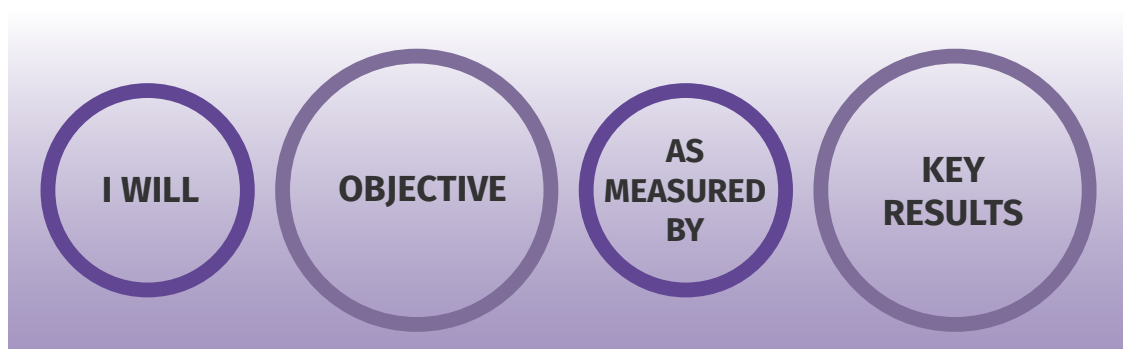 I WILL
OBJECTIVE
AS
MEASURED
BY
KEY
RESULTS